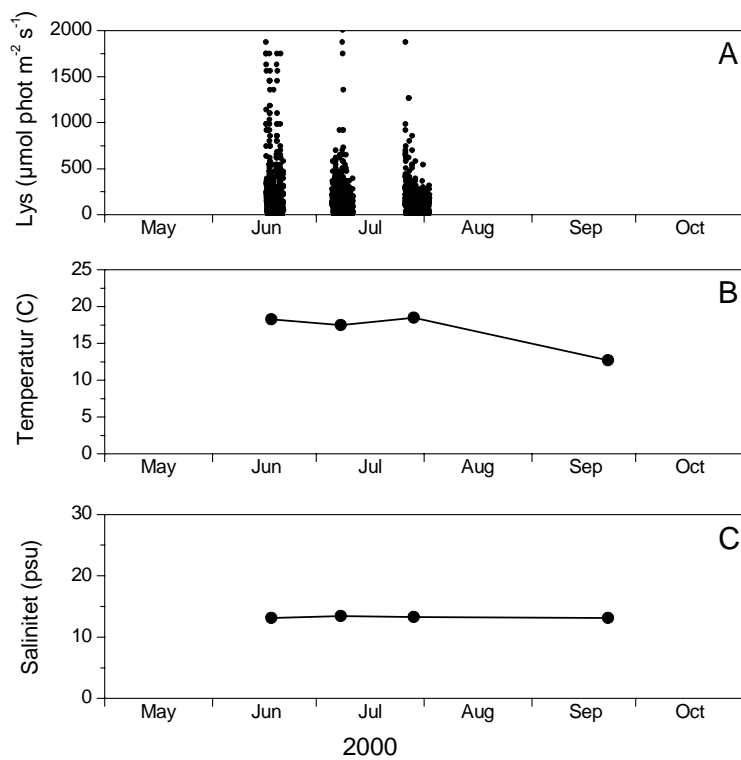 2000
1500
1000
500
0
Lys (µmol phot m⁻² s⁻¹)
A
May Jun Jul Aug Sep Oct
25
20
15
10
5
0
Temperatur (C)
B
May Jun Jul Aug Sep Oct
30
20
10
0
Salinitet (psu)
C
May Jun Jul Aug Sep Oct
2000